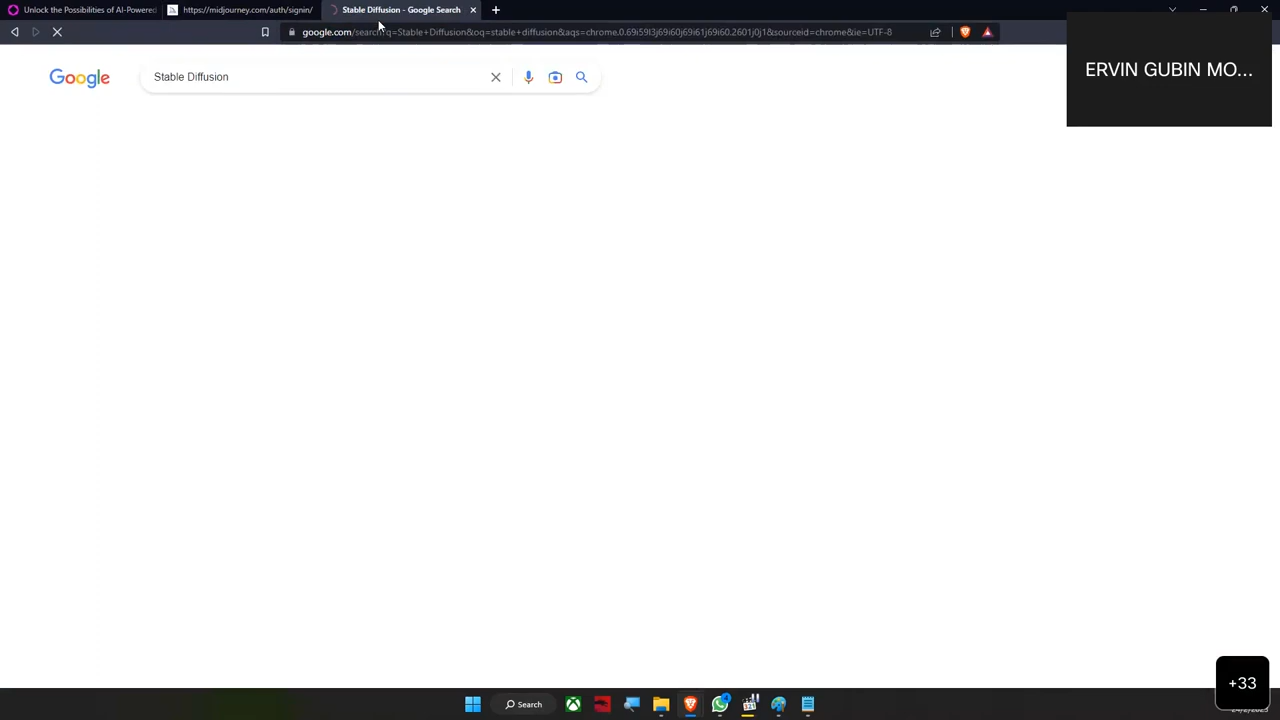 Unlock the Possibilities of AI-Powered
https://midjourney.com/auth/signin/
Stable Diffusion - Google Search
google.com/search?q=Stable+Diffusion&oq=stable+diffusion&aqs=chrome.0.69i59l3j69i60j69i61j69i60.2601j0j1&sourceid=chrome&ie=UTF-8
ERVIN GUBIN MO...
Google
Stable Diffusion
+33
Search